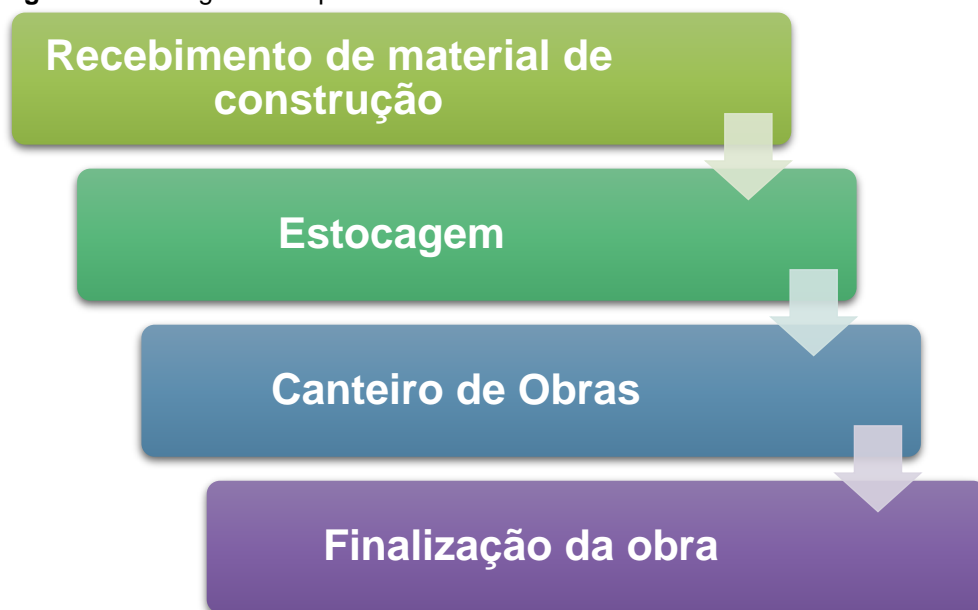 Recebimento de material de
construção
Estocagem
Canteiro de Obras
Finalização da obra